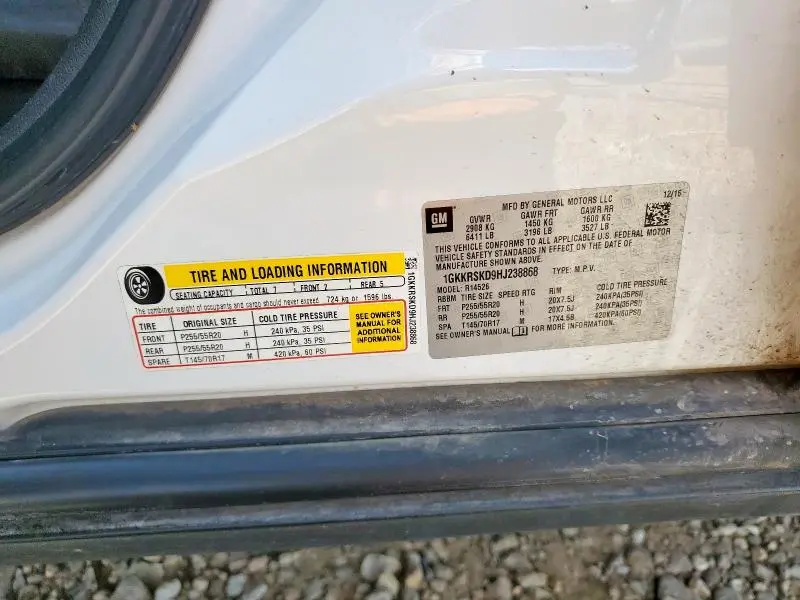 TIRE AND LOADING INFORMATION
SEATING CAPACITY TOTAL 7 FRONT 2 REAR 5
The combined weight of occupants and cargo should never exceed 724 kg or 1596 lbs
TIRE ORIGINAL SIZE COLD TIRE PRESSURE
FRONT P255/55R20 H 240 kPa, 35 PSI
REAR P255/55R20 H 240 kPa, 35 PSI
SPARE T145/70R17 M 420 kPa, 60 PSI
SEE OWNER'S
MANUAL FOR
ADDITIONAL
INFORMATION
1GKKRSKD9HJ238868
GM
MFD BY GENERAL MOTORS LLC 12/16
GVWR GAWR FRT GAWR RR
2908 KG 1450 KG 1600 KG
6411 LB 3196 LB 3527 LB
THIS VEHICLE CONFORMS TO ALL APPLICABLE U.S. FEDERAL MOTOR
VEHICLE SAFETY STANDARDS IN EFFECT ON THE DATE OF
MANUFACTURE SHOWN ABOVE.
1GKKRSKD9HJ238868 TYPE: M.P.V.
MODEL: R14526
RBBM TIRE SIZE SPEED RTG RIM COLD TIRE PRESSURE
FRT P255/55R20 H 20X7.5J 240KPA(35PSI)
RR P255/55R20 H 20X7.5J 240KPA(35PSI)
SPA T145/70R17 M 17X4.5B 420KPA(60PSI)
SEE OWNER'S MANUAL FOR MORE INFORMATION.